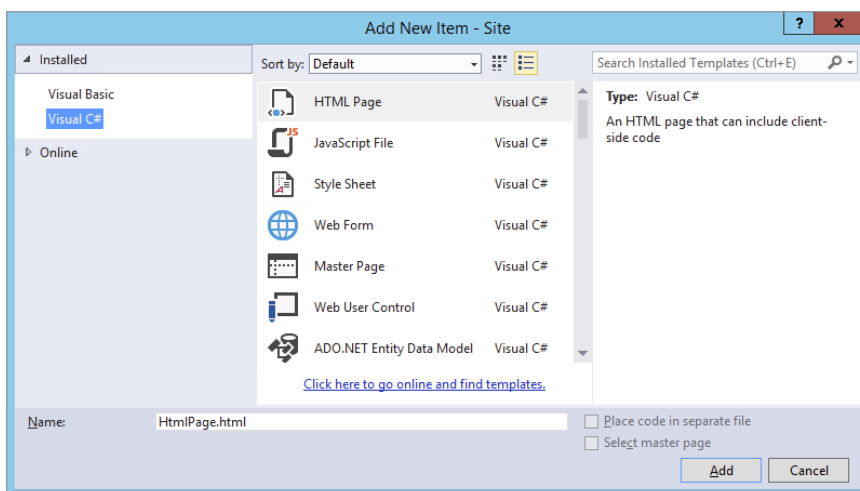 Add New Item - Site
? x
Installed
Sort by: Default
Search Installed Templates (Ctrl+E)
Visual Basic
Visual C#
Online
HTML Page Visual C#
JS
JavaScript File Visual C#
Style Sheet Visual C#
Web Form Visual C#
Master Page Visual C#
Web User Control Visual C#
ADO.NET Entity Data Model Visual C#
Click here to go online and find templates.
Type: Visual C#
An HTML page that can include client-
side code
Name: HtmlPage.html
Place code in separate file
Select master page
Add Cancel